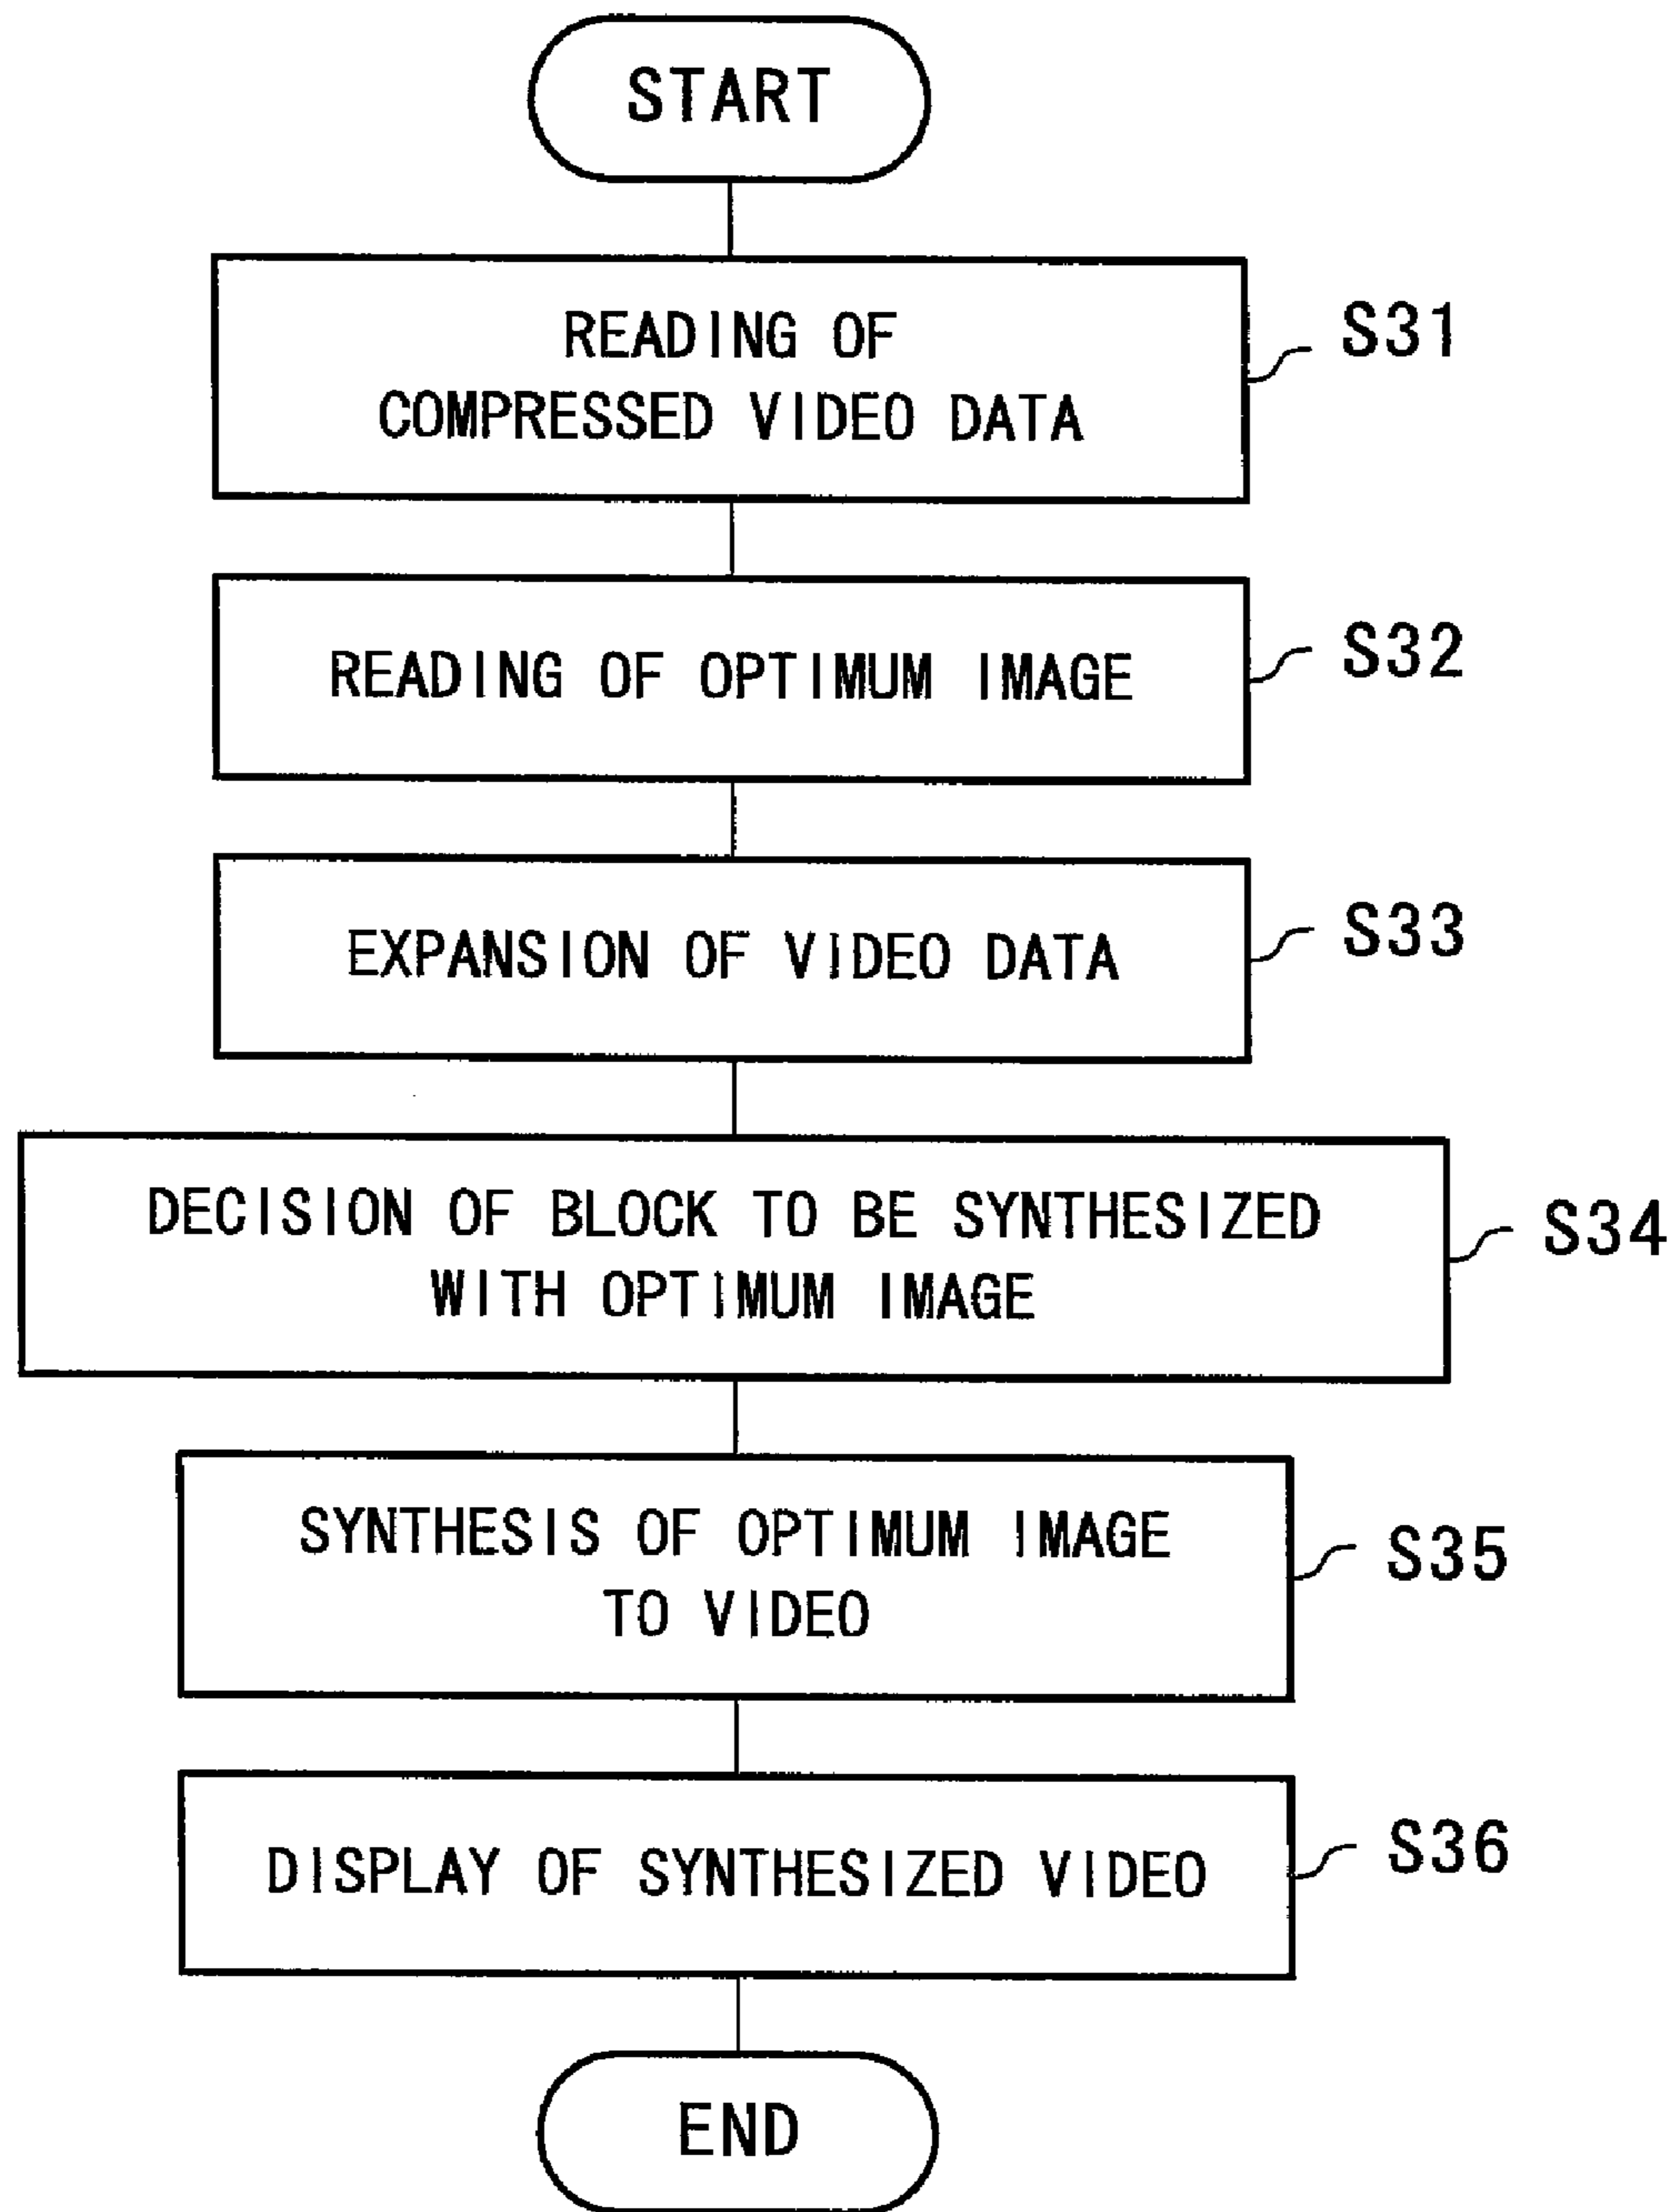 START
READING OF
COMPRESSED VIDEO DATA
S31
READING OF OPTIMUM IMAGE
S32
EXPANSION OF VIDEO DATA
S33
DECISION OF BLOCK TO BE SYNTHESIZED
WITH OPTIMUM IMAGE
S34
SYNTHESIS OF OPTIMUM IMAGE
TO VIDEO
S35
DISPLAY OF SYNTHESIZED VIDEO
S36
END